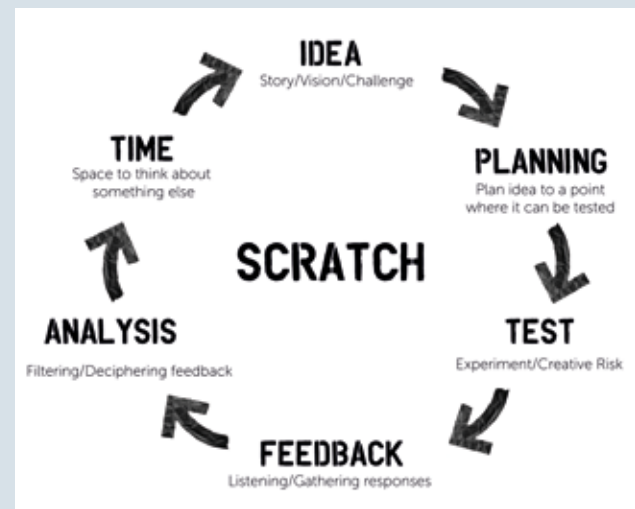 IDEA
Story/Vision/Challenge
PLANNING
Plan idea to a point
where it can be tested
TEST
Experiment/Creative Risk
FEEDBACK
Listening/Gathering responses
ANALYSIS
Filtering/Deciphering feedback
TIME
Space to think about
something else
SCRATCH